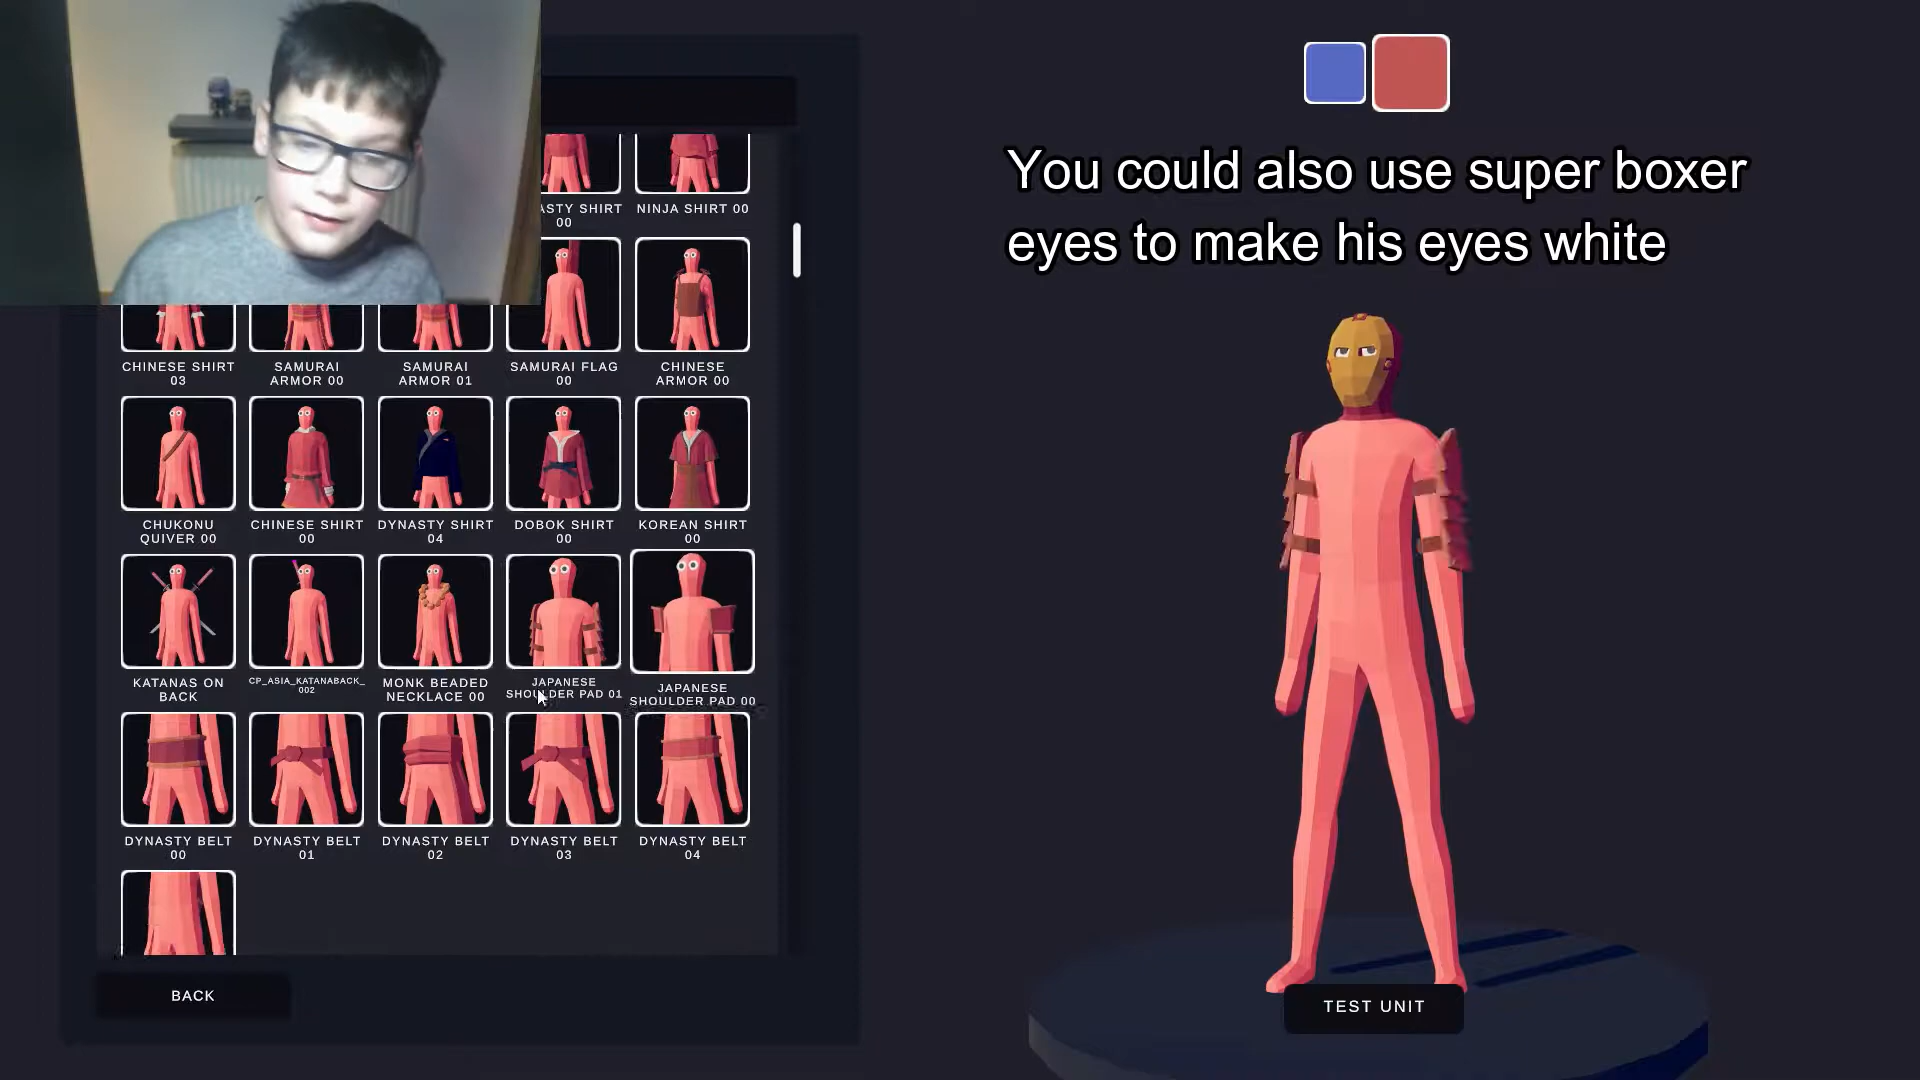 You could also use super boxer
eyes to make his eyes white
ASTY SHIRT
00
NINJA SHIRT 00
CHINESE SHIRT
03
SAMURAI
ARMOR 00
SAMURAI
ARMOR 01
SAMURAI FLAG
00
CHINESE
ARMOR 00
CHUKONU
QUIVER 00
CHINESE SHIRT
00
DYNASTY SHIRT
04
DOBOK SHIRT
00
KOREAN SHIRT
00
KATANAS ON
BACK
CP_ASIA_KATANABACK_
002
MONK BEADED
NECKLACE 00
JAPANESE
SHOULDER PAD 01
JAPANESE
SHOULDER PAD 00
DYNASTY BELT
00
DYNASTY BELT
01
DYNASTY BELT
02
DYNASTY BELT
03
DYNASTY BELT
04
BACK
TEST UNIT